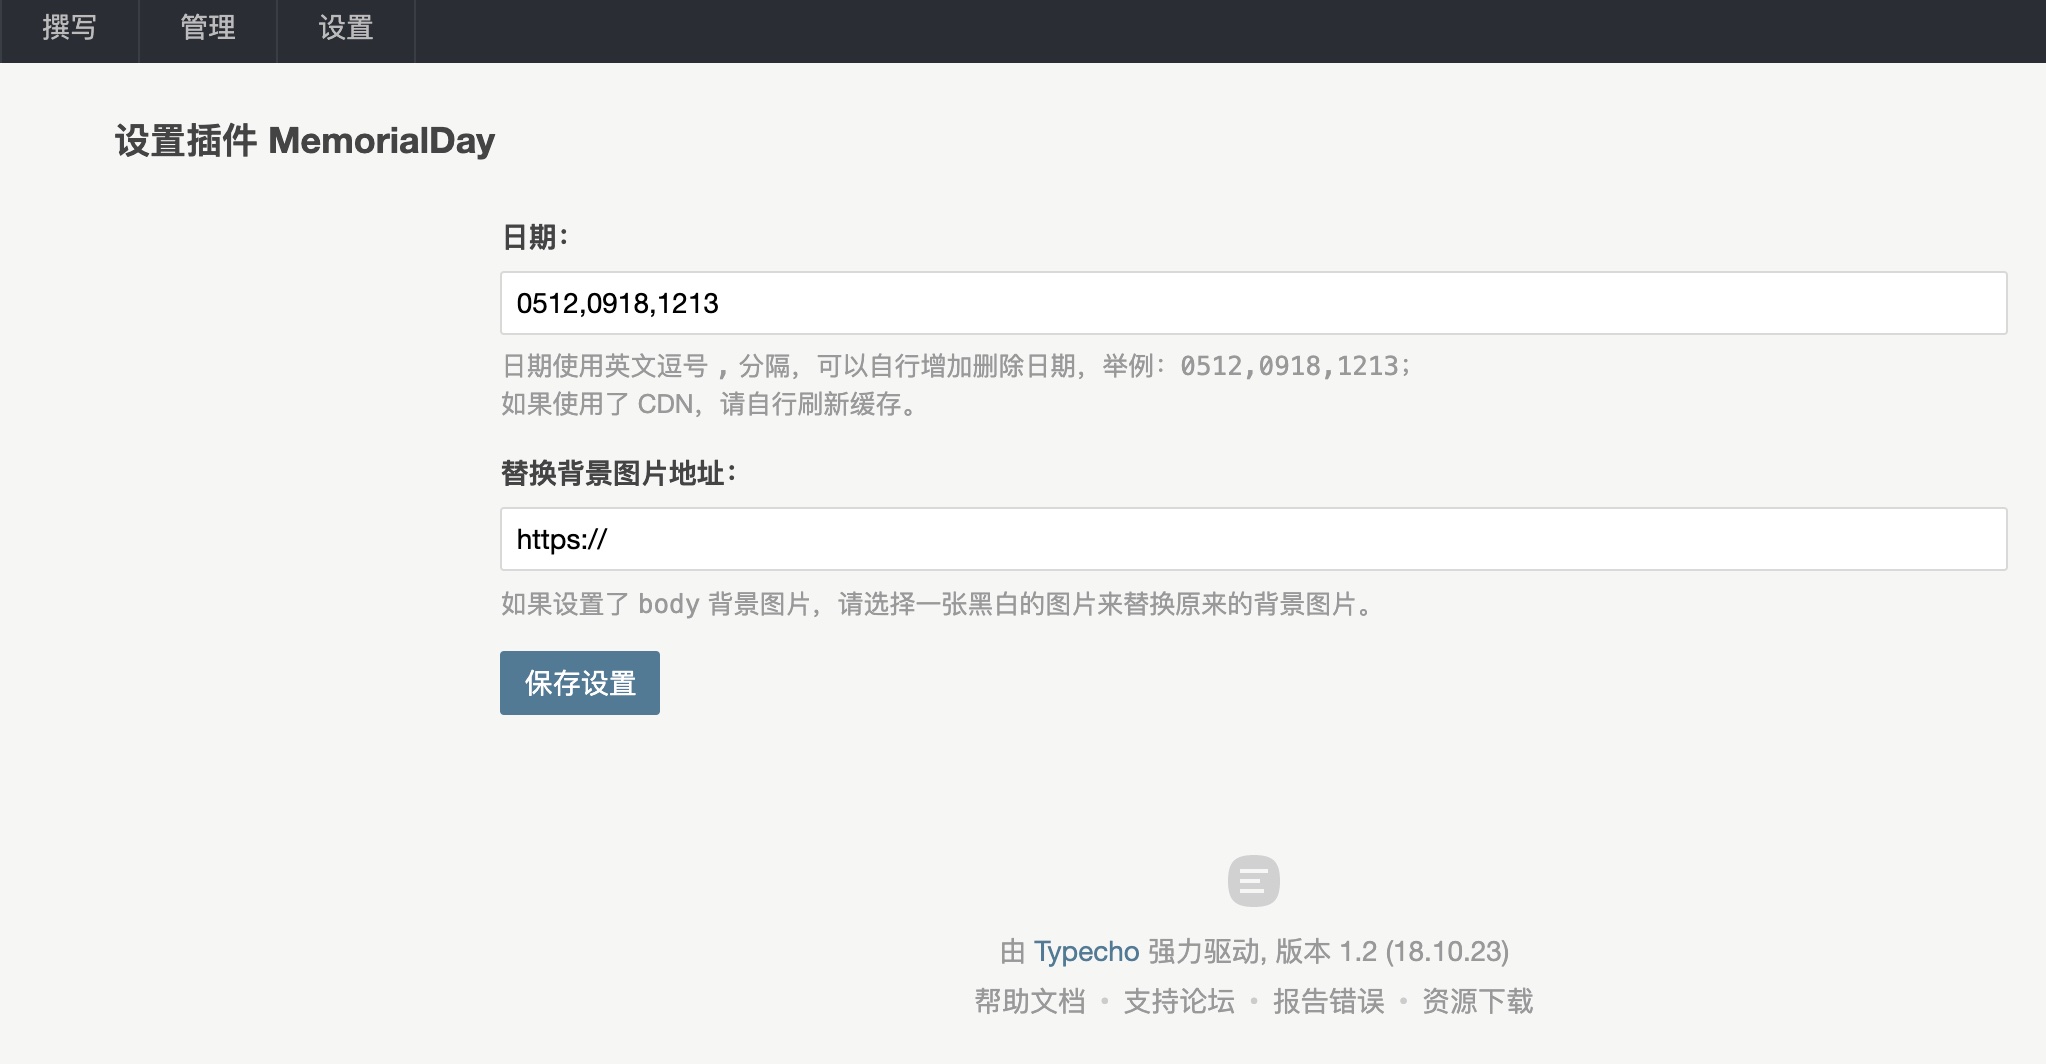 撰写 管理 设置
设置插件 MemorialDay
日期：
0512,0918,1213
日期使用英文逗号 , 分隔，可以自行增加删除日期，举例：0512,0918,1213；
如果使用了 CDN，请自行刷新缓存。
替换背景图片地址：
https://
如果设置了 body 背景图片，请选择一张黑白的图片来替换原来的背景图片。
保存设置
由 Typecho 强力驱动, 版本 1.2 (18.10.23)
帮助文档 • 支持论坛 • 报告错误 • 资源下载